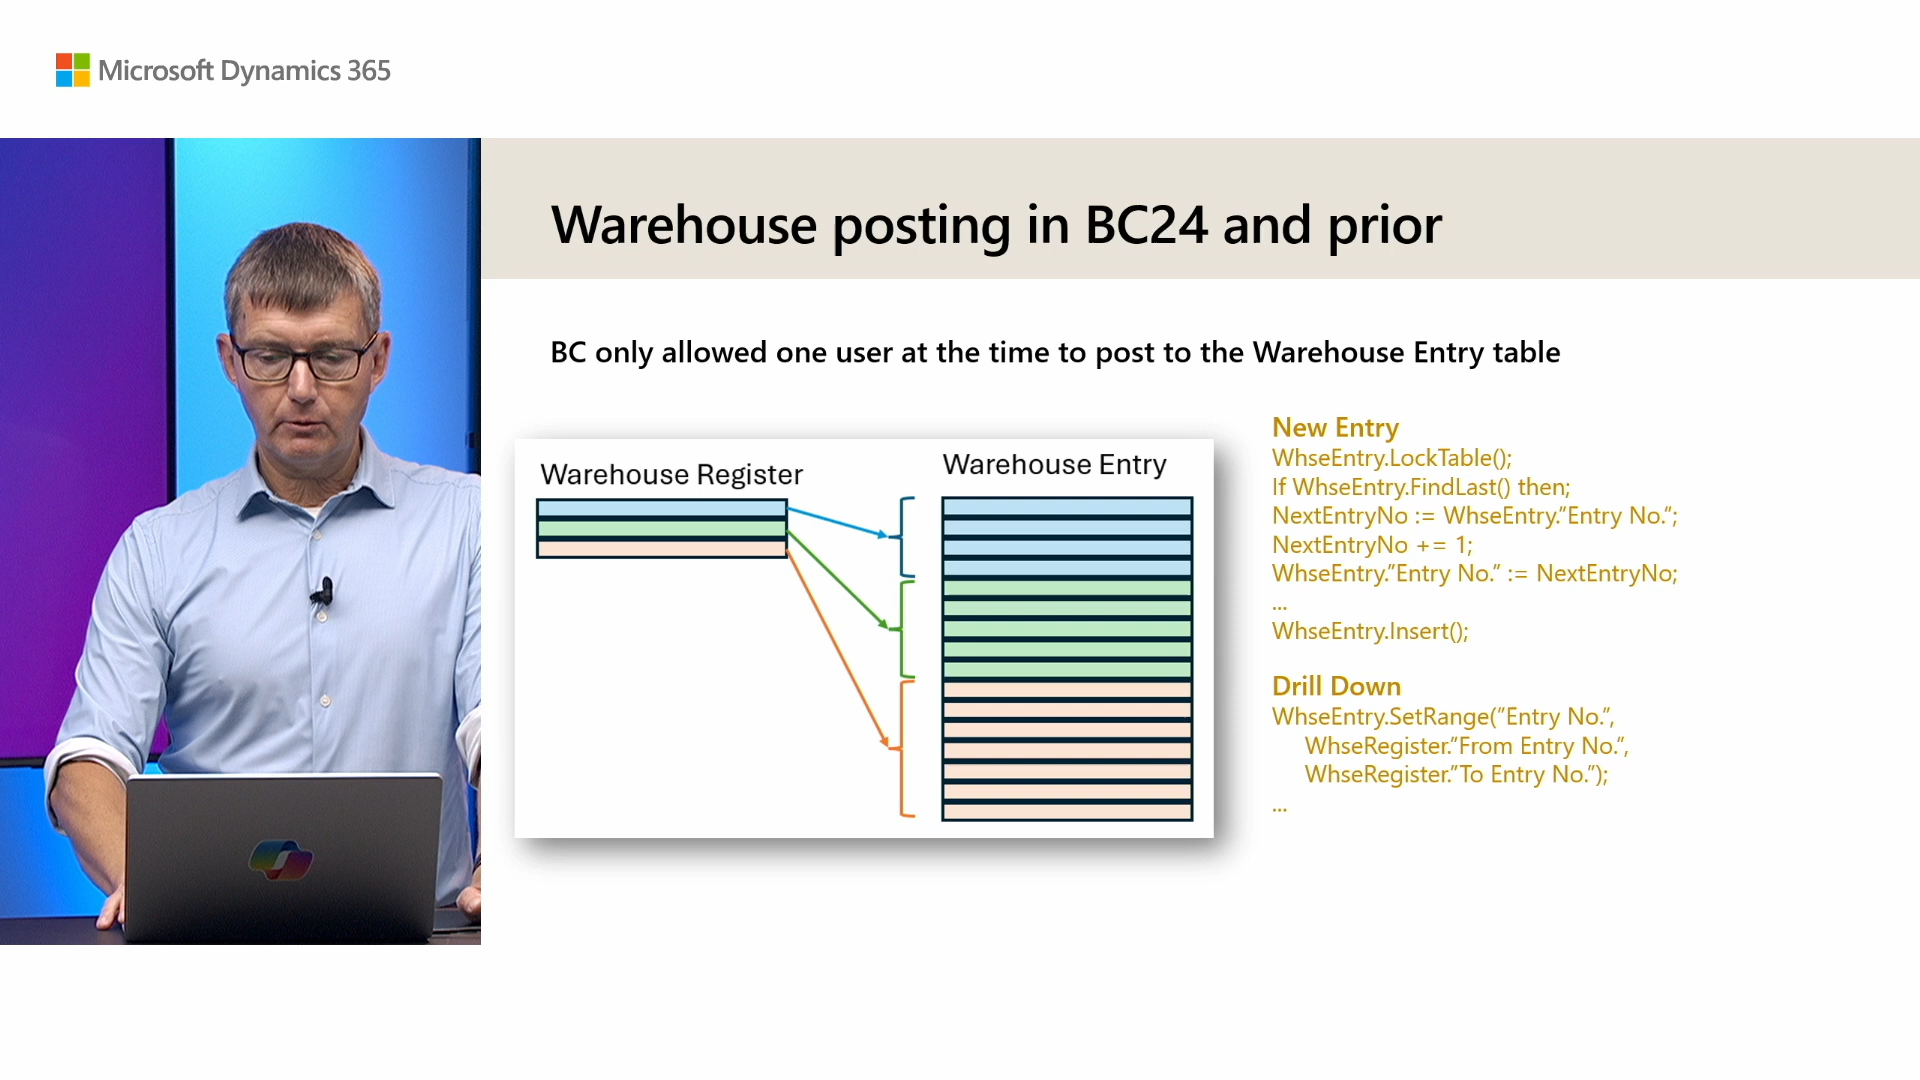 Microsoft Dynamics 365
Warehouse posting in BC24 and prior
BC only allowed one user at the time to post to the Warehouse Entry table
Warehouse Register
Warehouse Entry
New Entry
WhseEntry.LockTable();
If WhseEntry.FindLast() then;
NextEntryNo := WhseEntry.”Entry No.”;
NextEntryNo += 1;
WhseEntry.”Entry No.” := NextEntryNo;
...
WhseEntry.Insert();
Drill Down
WhseEntry.SetRange(”Entry No.”,
WhseRegister.”From Entry No.”,
WhseRegister.”To Entry No.”);
...